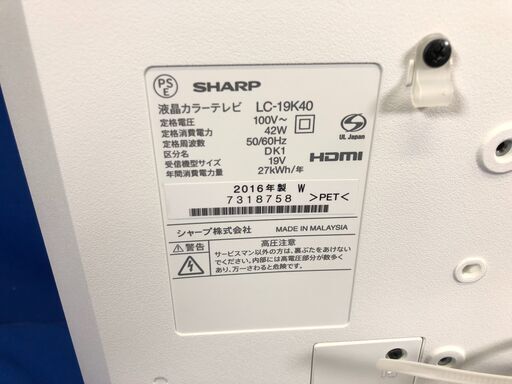 PSE SHARP
液晶カラーテレビ LC-19K40
定格電圧 100V～
定格消費電力 42W
定格周波数 50/60Hz
区分名 DK1
受信機型サイズ 19V
年間消費電力量 27kWh/年
UL Japan
HDMI
2016年製 W
7318758 >PET<
シャープ株式会社 MADE IN MALAYSIA
警告 高圧注意
サービスマン以外の方は、裏ぶたをあけない
でください。内部には高電圧部分が数多く
あり、万一さわると危険です。